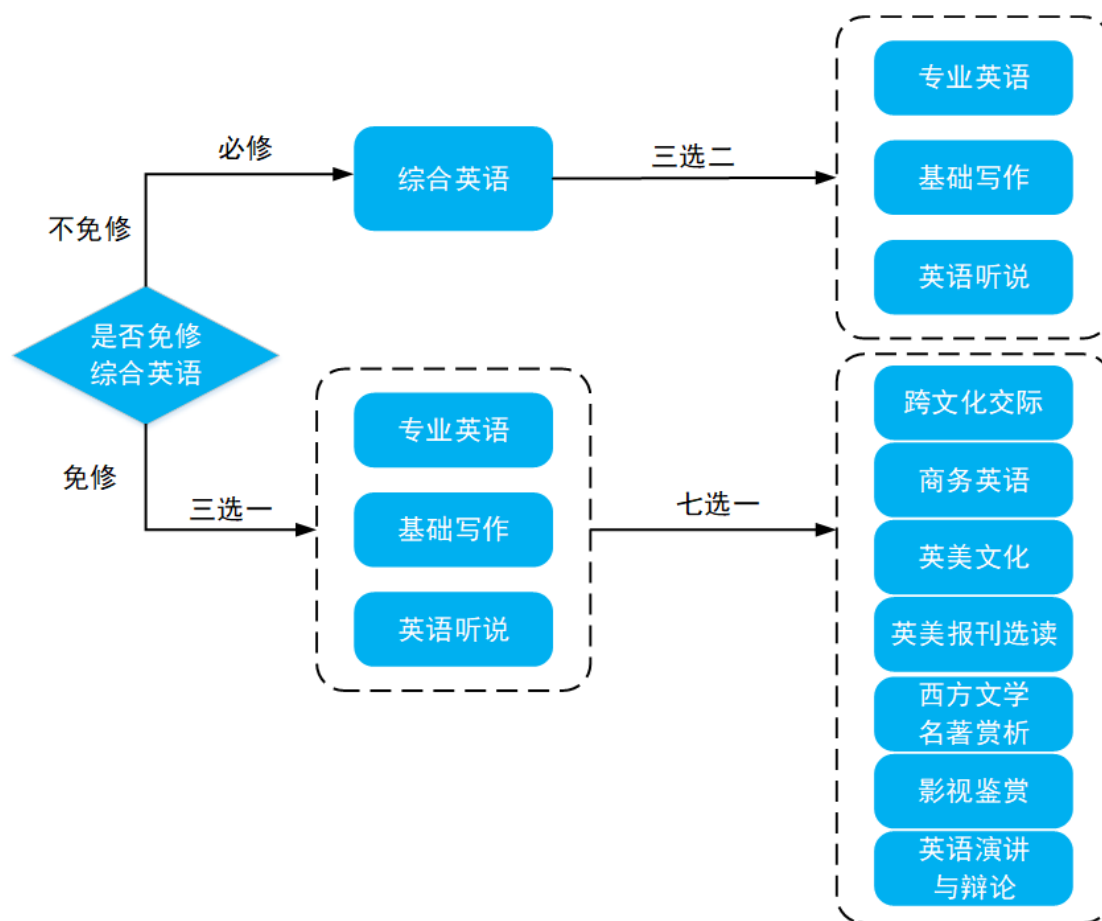 必修
综合英语
三选二
专业英语
基础写作
英语听说
不免修
是否免修
综合英语
免修
三选一
专业英语
基础写作
英语听说
七选一
跨文化交际
商务英语
英美文化
英美报刊选读
西方文学
名著赏析
影视鉴赏
英语演讲
与辩论